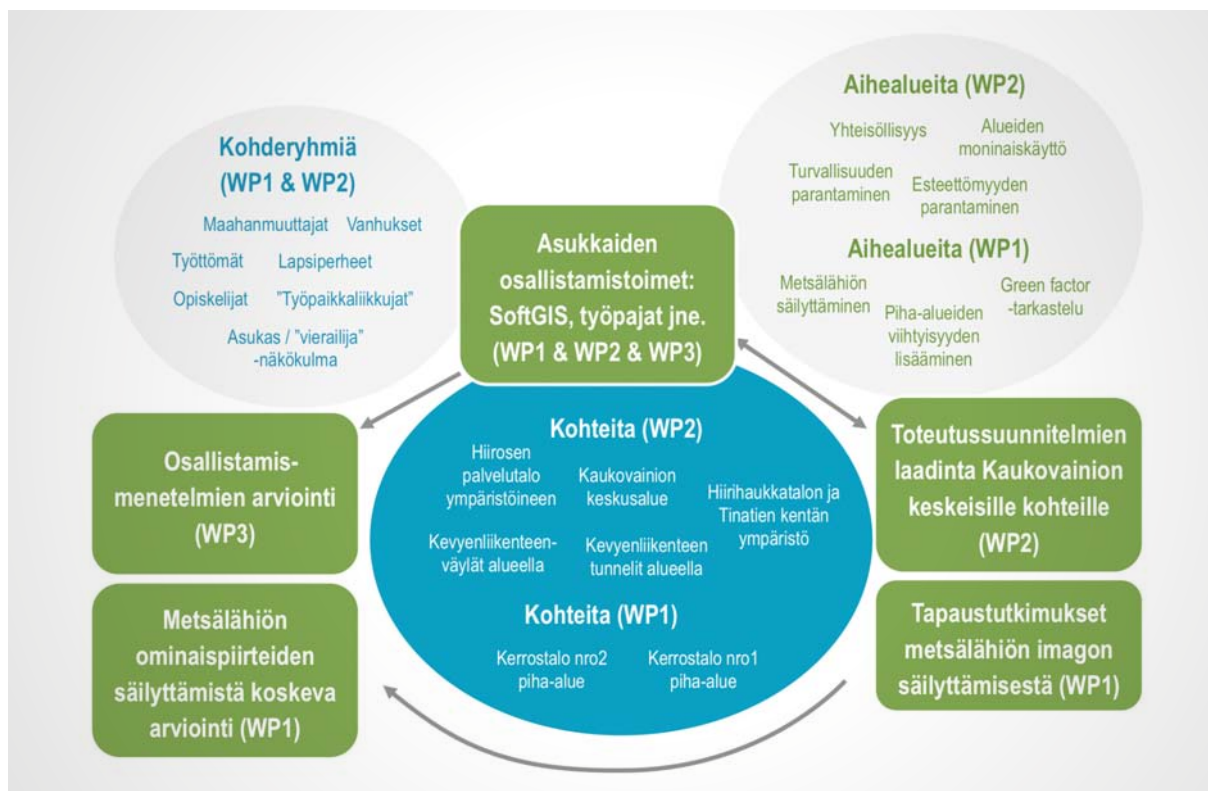 Kohderyhmiä
(WP1 & WP2)
Maahanmuuttajat Vanhukset
Työttömät Lapsiperheet
Opiskelijat "Työpaikkaliikkujat"
Asukas / "vierailija"
-näkökulma
Asukkaiden
osallistamistoimet:
SoftGIS, työpajat jne.
(WP1 & WP2 & WP3)
Aihealueita (WP2)
Yhteisöllisyys
Alueiden
moninaiskäyttö
Turvallisuuden
parantaminen
Esteettömyyden
parantaminen
Aihealueita (WP1)
Metsälähiön
säilyttäminen
Piha-alueiden
viihtyisyyden
lisääminen
Green factor
-tarkastelu
Osallistamis-
menetelmien arviointi
(WP3)
Metsälähiön
ominaispiirteiden
säilyttämistä koskeva
arviointi (WP1)
Kohteita (WP2)
Hiirosen
palvelutalo
ympäristöineen
Kaukovainion
keskusalue
Hiirihaukkatalon ja
Tinatien kentän
ympäristö
Kevyenliikenteen-
väylät alueella
Kevyenliikenteen
tunnelit alueella
Kohteita (WP1)
Kerrostalo nro2
piha-alue
Kerrostalo nro1
piha-alue
Toteutussuunnitelmien
laadinta Kaukovainion
keskeisille kohteille
(WP2)
Tapaustutkimukset
metsälähiön imagon
säilyttämisestä (WP1)